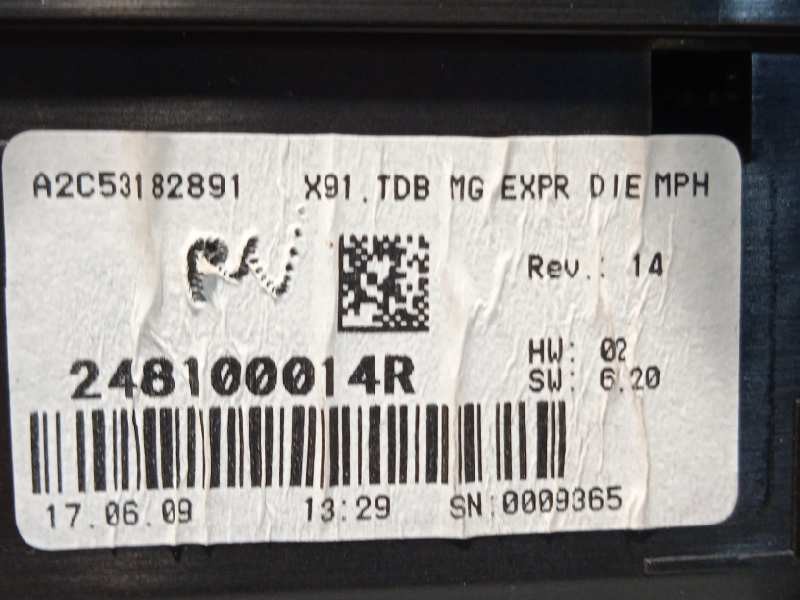 A2C53182891 X91.TDB MG EXPR DIE MPH
Rev.: 14
HW: 02
248100014R SW: 6.20
17.06.09 13:29 SN:0009365